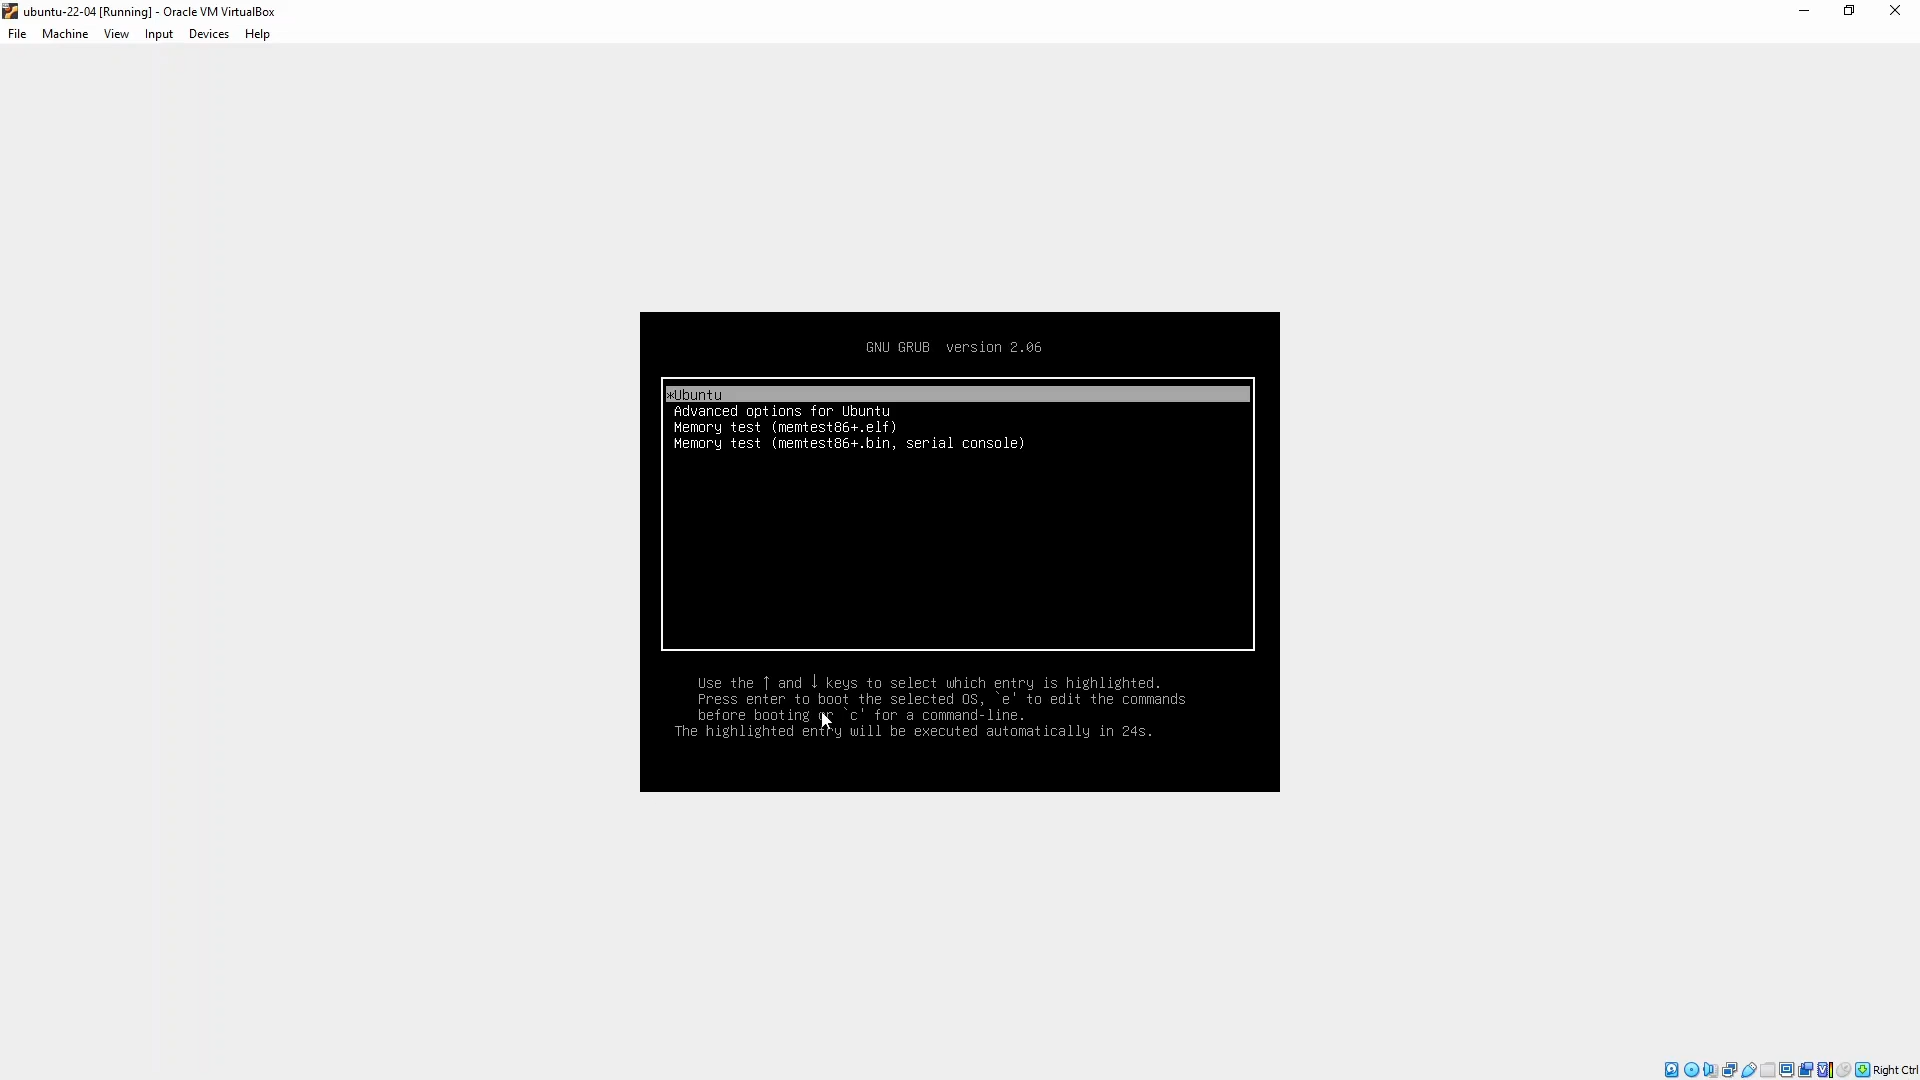 ubuntu-22-04 [Running] - Oracle VM VirtualBox
File Machine View Input Devices Help
GNU GRUB version 2.06
*Ubuntu
Advanced options for Ubuntu
Memory test (memtest86+.elf)
Memory test (memtest86+.bin, serial console)
Use the ↑ and ↓ keys to select which entry is highlighted.
Press enter to boot the selected OS, `e' to edit the commands
before booting or `c' for a command-line.
The highlighted entry will be executed automatically in 24s.
Right Ctrl